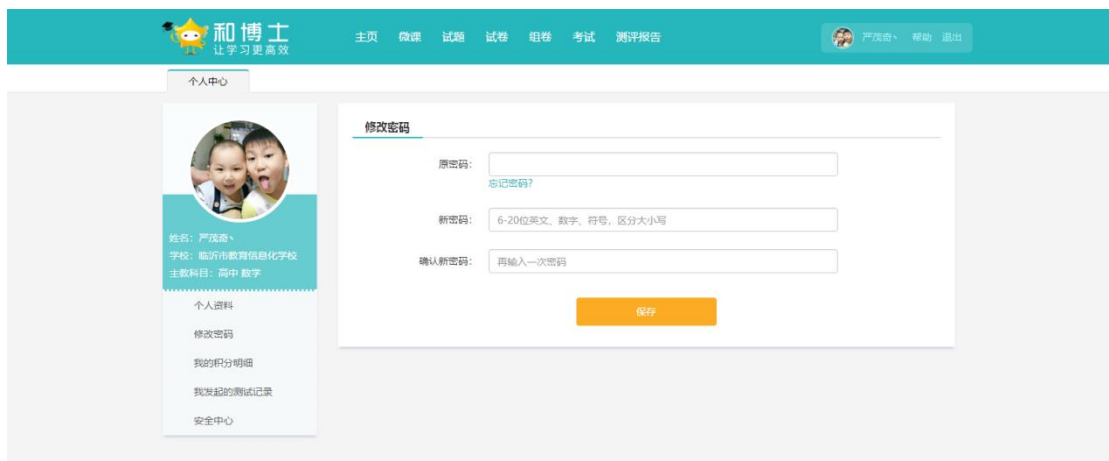 和博士
让学习更高效
主页 微课 试题 试卷 组卷 考试 测评报告
严茂奇丶 帮助 退出
个人中心
修改密码
原密码：
忘记密码？
新密码： 6-20位英文、数字、符号，区分大小写
确认新密码： 再输入一次密码
保存
姓名：严茂奇丶
学校：临沂市教育信息化学校
主教科目：高中 数学
个人资料
修改密码
我的积分明细
我发起的测试记录
安全中心